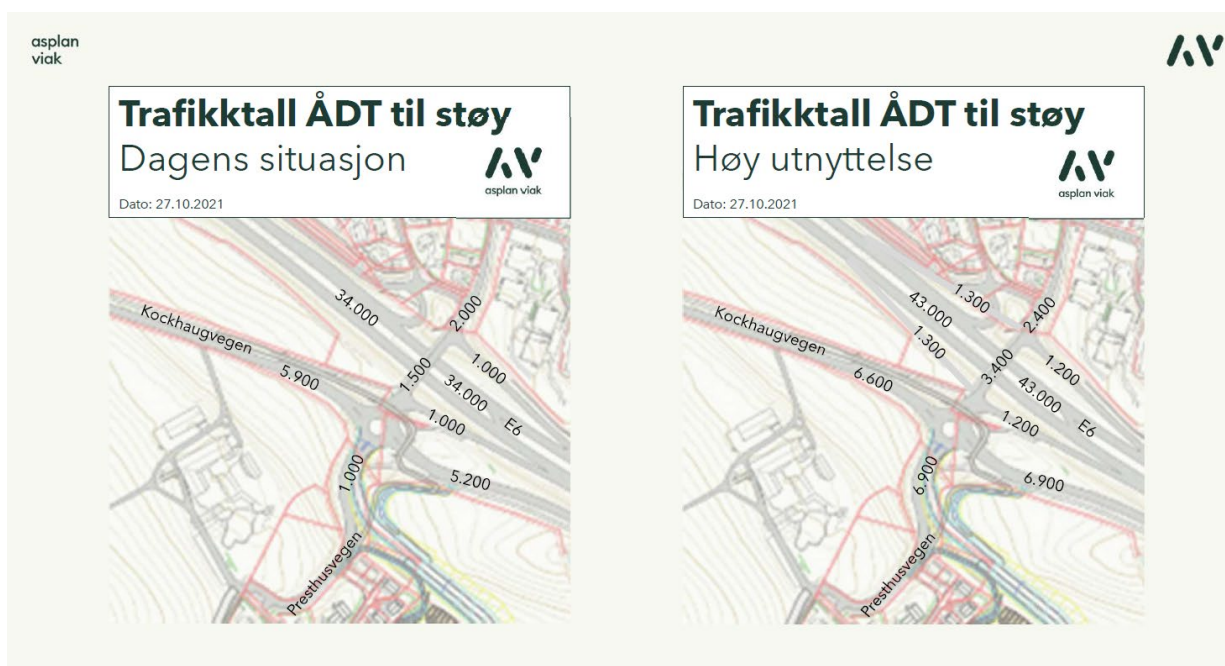 asplan
viak
Trafikktall ÅDT til støy
Dagens situasjon
asplan viak
Dato: 27.10.2021
34.000
2.000
Kockhaugvegen
5.900
1.500
1.000
34.000
E6
1.000
1.000
5.200
Presthusvegen
Trafikktall ÅDT til støy
Høy utnyttelse
asplan viak
Dato: 27.10.2021
1.300
43.000
2.400
1.300
Kockhaugvegen
6.600
3.400
1.200
43.000
E6
1.200
6.900
6.900
Presthusvegen